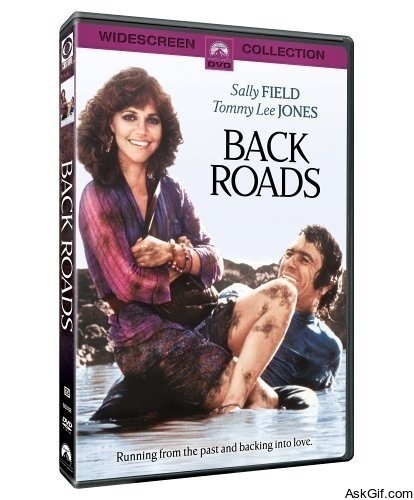 WIDESCREEN
DVD
COLLECTION
Sally FIELD
Tommy Lee JONES
BACK
ROADS
BACK ROADS
DVD
Running from the past and backing into love.
AskGif.com